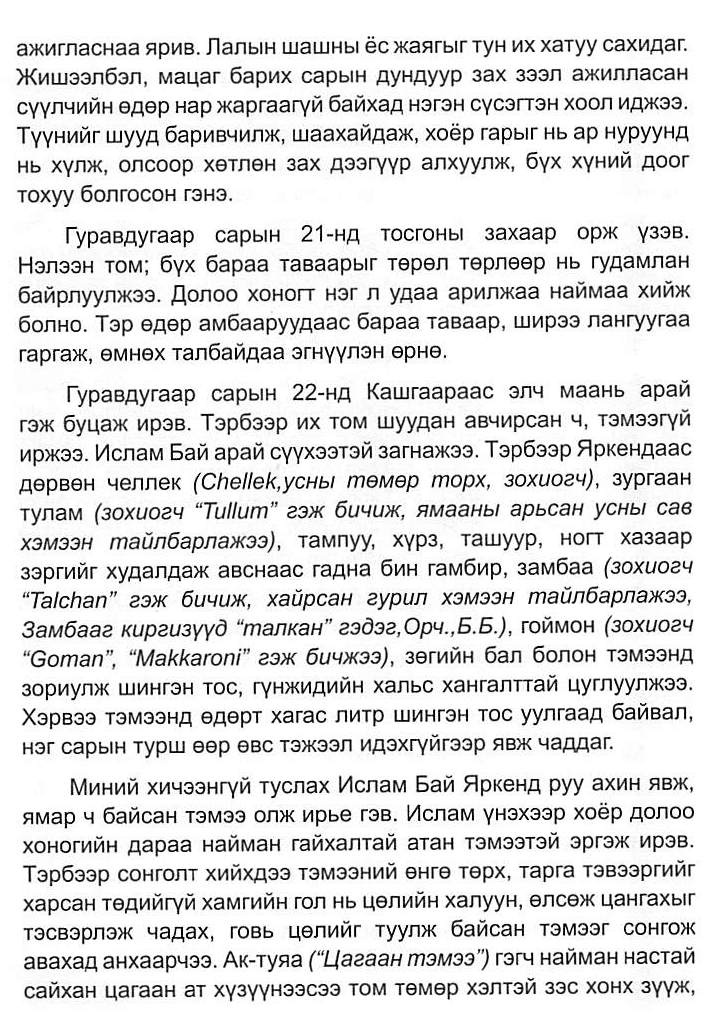 ажигласнаа ярив. Лалын шашны ёс жаягыг тун их хатуу сахидаг.
Жишээлбэл, мацаг барих сарын дундуур зах зээл ажилласан
сүүлчийн өдөр нар жаргаагүй байхад нэгэн сүсэгтэн хоол иджээ.
Түүнийг шууд баривчилж, шаахайдаж, хоёр гарыг нь ар нуруунд
нь хүлж, олсоор хөтлөн зах дээгүүр алхуулж, бүх хүний доог
тохуу болгосон гэнэ.
Гуравдугаар сарын 21-нд тосгоны захаар орж үзэв.
Нэлээн том; бүх бараа таваарыг төрөл төрлөөр нь гудамлан
байрлуулжээ. Долоо хоногт нэг л удаа арилжаа наймаа хийж
болно. Тэр өдөр амбааруудаас бараа таваар, ширээ лангуугаа
гаргаж, өмнөх талбайдаа эгнүүлэн өрнө.
Гуравдугаар сарын 22-нд Кашгаараас элч маань арай
гэж буцаж ирэв. Тэрбээр их том шуудан авчирсан ч, тэмээгүй
иржээ. Ислам Бай арай сүүхээтэй загнажээ. Тэрбээр Яркендаас
дөрвөн челлек (Chellek,усны төмөр торх, зохиогч), зургаан
тулам (зохиогч “Tullum” гэж бичиж, ямааны арьсан усны сав
хэмээн тайлбарлажээ), тампуу, хүрз, ташуур, ногт хазаар
зэргийг худалдаж авснаас гадна бин гамбир, замбаа (зохиогч
“Talchan” гэж бичиж, хайрсан гурил хэмээн тайлбарлажээ,
Замбааг киргизүүд “талкан” гэдэг,Орч.,Б.Б.), гоймон (зохиогч
“Goman”, “Makkaroni” гэж бичжээ), зөгийн бал болон тэмээнд
зориулж шингэн тос, гүнжидийн хальс хангалттай цуглуулжээ.
Хэрвээ тэмээнд өдөрт хагас литр шингэн тос уулгаад байвал,
нэг сарын турш өөр өвс тэжээл идэхгүйгээр явж чаддаг.
Миний хичээнгүй туслах Ислам Бай Яркенд руу ахин явж,
ямар ч байсан тэмээ олж ирье гэв. Ислам үнэхээр хоёр долоо
хоногийн дараа найман гайхалтай атан тэмээтэй эргэж ирэв.
Тэрбээр сонголт хийхдээ тэмээний өнгө төрх, тарга тэвээргийг
харсан төдийгүй хамгийн гол нь цөлийн халуун, өлсөж цангахыг
тэсвэрлэж чадах, говь цөлийг туулж байсан тэмээг сонгож
авахад анхаарчээ. Ак-туяа (“Цагаан тэмээ”) гэгч найман настай
сайхан цагаан ат хүзүүнээсээ том төмөр хэлтэй зэс хонх зүүж,